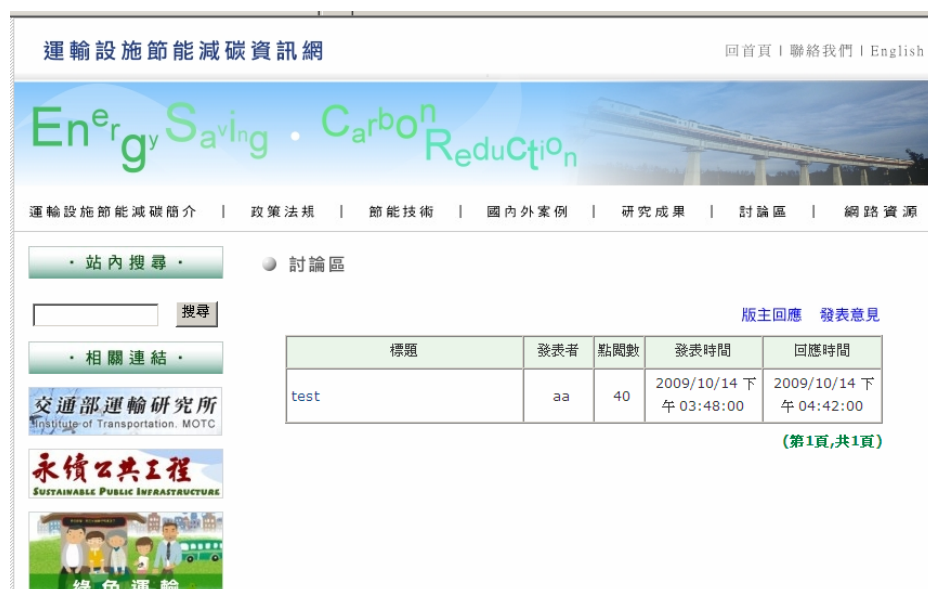 運輸設施節能減碳資訊網
回首頁 | 聯絡我們 | English
Energy Saving · Carbon Reduction
運輸設施節能減碳簡介 | 政策法規 | 節能技術 | 國內外案例 | 研究成果 | 討論區 | 網路資源
· 站內搜尋 ·
搜尋
· 相關連結 ·
交通部運輸研究所
Institute of Transportation. MOTC
永續公共工程
SUSTAINABLE PUBLIC INFRASTRUCTURE
綠色運輸
討論區
版主回應 發表意見
標題 發表者 點閱數 發表時間 回應時間
test aa 40 2009/10/14 下午 03:48:00 2009/10/14 下午 04:42:00
(第1頁,共1頁)